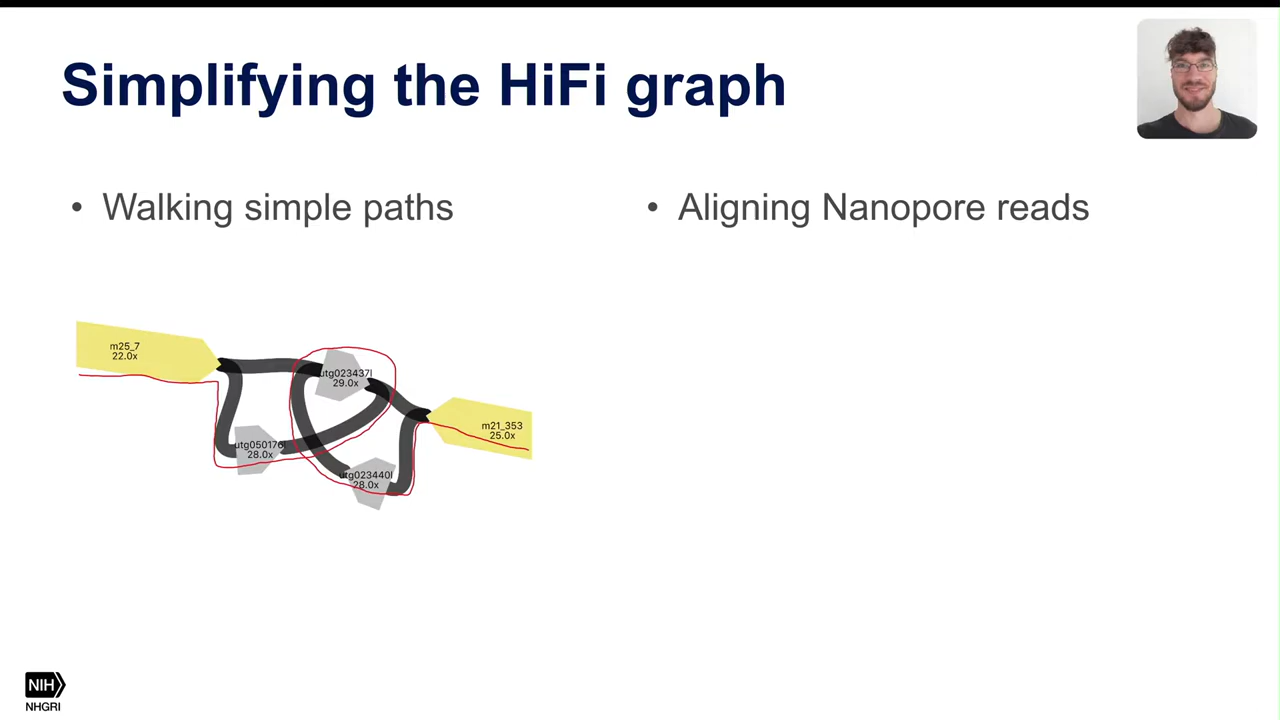 Simplifying the HiFi graph
• Walking simple paths
• Aligning Nanopore reads
m25_7
22.0x
utg023437l
29.0x
m21_353
25.0x
utg050176l
28.0x
utg023440l
28.0x
NIH
NHGRI